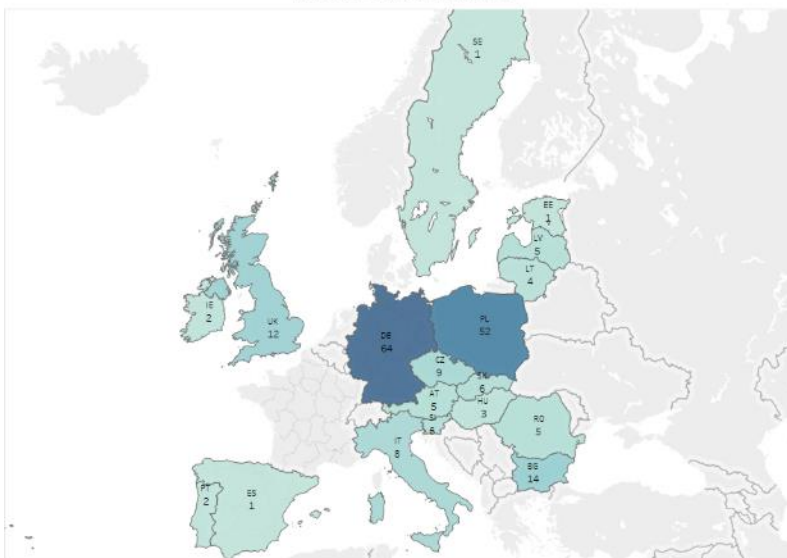 SE
1
EE
1
LV
5
LT
4
IE
2
UK
12
DE
64
PL
52
CZ
9
SK
6
AT
5
HU
3
SI
RO
5
IT
8
BG
14
PT
2
ES
1